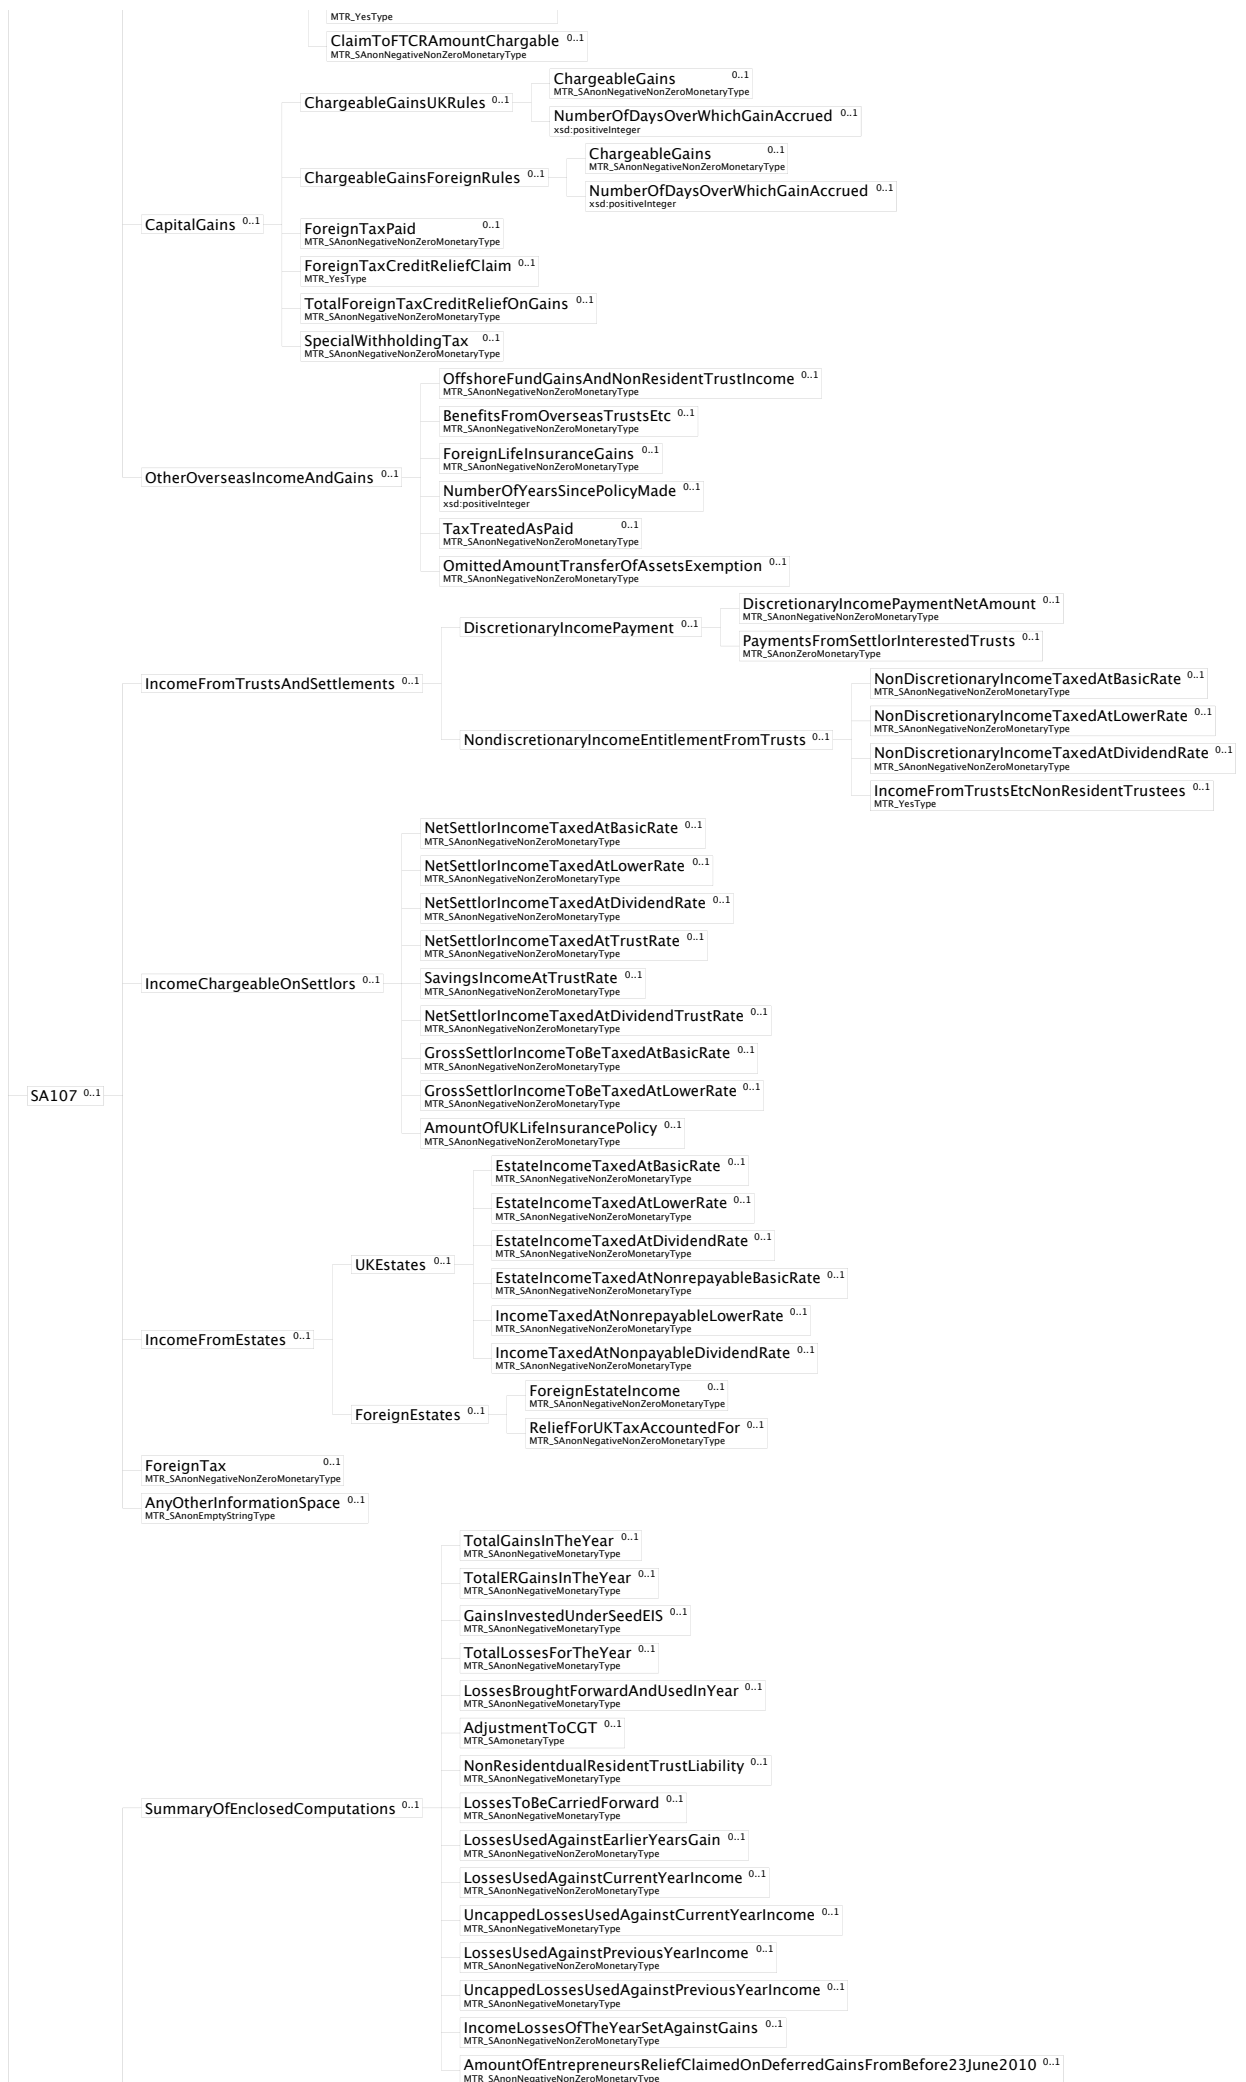 MTR_YesType
ClaimToFTCRAmountChargable 0..1
MTR_SAnonNegativeNonZeroMonetaryType
ChargeableGains 0..1
MTR_SAnonNegativeNonZeroMonetaryType
ChargeableGainsUKRules 0..1
NumberOfDaysOverWhichGainAccrued 0..1
xsd:positiveInteger
ChargeableGains 0..1
MTR_SAnonNegativeNonZeroMonetaryType
ChargeableGainsForeignRules 0..1
NumberOfDaysOverWhichGainAccrued 0..1
xsd:positiveInteger
CapitalGains 0..1
ForeignTaxPaid 0..1
MTR_SAnonNegativeNonZeroMonetaryType
ForeignTaxCreditReliefClaim 0..1
MTR_YesType
TotalForeignTaxCreditReliefOnGains 0..1
MTR_SAnonNegativeNonZeroMonetaryType
SpecialWithholdingTax 0..1
MTR_SAnonNegativeNonZeroMonetaryType
OffshoreFundGainsAndNonResidentTrustIncome 0..1
MTR_SAnonNegativeNonZeroMonetaryType
BenefitsFromOverseasTrustsEtc 0..1
MTR_SAnonNegativeNonZeroMonetaryType
ForeignLifeInsuranceGains 0..1
MTR_SAnonNegativeNonZeroMonetaryType
OtherOverseasIncomeAndGains 0..1
NumberOfYearsSincePolicyMade 0..1
xsd:positiveInteger
TaxTreatedAsPaid 0..1
MTR_SAnonNegativeNonZeroMonetaryType
OmittedAmountTransferOfAssetsExemption 0..1
MTR_SAnonNegativeNonZeroMonetaryType
DiscretionaryIncomePaymentNetAmount 0..1
MTR_SAnonNegativeNonZeroMonetaryType
DiscretionaryIncomePayment 0..1
PaymentsFromSettlorInterestedTrusts 0..1
MTR_SAnonZeroMonetaryType
IncomeFromTrustsAndSettlements 0..1
NonDiscretionaryIncomeTaxedAtBasicRate 0..1
MTR_SAnonNegativeNonZeroMonetaryType
NonDiscretionaryIncomeTaxedAtLowerRate 0..1
MTR_SAnonNegativeNonZeroMonetaryType
NondiscretionaryIncomeEntitlementFromTrusts 0..1
NonDiscretionaryIncomeTaxedAtDividendRate 0..1
MTR_SAnonNegativeNonZeroMonetaryType
IncomeFromTrustsEtcNonResidentTrustees 0..1
MTR_YesType
NetSettlorIncomeTaxedAtBasicRate 0..1
MTR_SAnonNegativeNonZeroMonetaryType
NetSettlorIncomeTaxedAtLowerRate 0..1
MTR_SAnonNegativeNonZeroMonetaryType
NetSettlorIncomeTaxedAtDividendRate 0..1
MTR_SAnonNegativeNonZeroMonetaryType
NetSettlorIncomeTaxedAtTrustRate 0..1
MTR_SAnonNegativeNonZeroMonetaryType
IncomeChargeableOnSettlors 0..1
SavingsIncomeAtTrustRate 0..1
MTR_SAnonNegativeNonZeroMonetaryType
NetSettlorIncomeTaxedAtDividendTrustRate 0..1
MTR_SAnonNegativeNonZeroMonetaryType
GrossSettlorIncomeToBeTaxedAtBasicRate 0..1
MTR_SAnonNegativeNonZeroMonetaryType
GrossSettlorIncomeToBeTaxedAtLowerRate 0..1
MTR_SAnonNegativeNonZeroMonetaryType
SA107 0..1
AmountOfUKLifeInsurancePolicy 0..1
MTR_SAnonNegativeNonZeroMonetaryType
EstateIncomeTaxedAtBasicRate 0..1
MTR_SAnonNegativeNonZeroMonetaryType
EstateIncomeTaxedAtLowerRate 0..1
MTR_SAnonNegativeNonZeroMonetaryType
EstateIncomeTaxedAtDividendRate 0..1
MTR_SAnonNegativeNonZeroMonetaryType
UKEstates 0..1
EstateIncomeTaxedAtNonrepayableBasicRate 0..1
MTR_SAnonNegativeNonZeroMonetaryType
IncomeTaxedAtNonrepayableLowerRate 0..1
MTR_SAnonNegativeNonZeroMonetaryType
IncomeFromEstates 0..1
IncomeTaxedAtNonpayableDividendRate 0..1
MTR_SAnonNegativeNonZeroMonetaryType
ForeignEstateIncome 0..1
MTR_SAnonNegativeNonZeroMonetaryType
ForeignEstates 0..1
ReliefForUKTaxAccountedFor 0..1
MTR_SAnonNegativeNonZeroMonetaryType
ForeignTax 0..1
MTR_SAnonNegativeNonZeroMonetaryType
AnyOtherInformationSpace 0..1
MTR_SAnonEmptyStringType
TotalGainsInTheYear 0..1
MTR_SAnonNegativeMonetaryType
TotalERGainsInTheYear 0..1
MTR_SAnonNegativeMonetaryType
GainsInvestedUnderSeedEIS 0..1
MTR_SAnonNegativeMonetaryType
TotalLossesForTheYear 0..1
MTR_SAnonNegativeMonetaryType
LossesBroughtForwardAndUsedInYear 0..1
MTR_SAnonNegativeMonetaryType
AdjustmentToCGT 0..1
MTR_SAmonetaryType
NonResidentdualResidentTrustLiability 0..1
MTR_SAnonNegativeMonetaryType
SummaryOfEnclosedComputations 0..1
LossesToBeCarriedForward 0..1
MTR_SAnonNegativeMonetaryType
LossesUsedAgainstEarlierYearsGain 0..1
MTR_SAnonNegativeNonZeroMonetaryType
LossesUsedAgainstCurrentYearIncome 0..1
MTR_SAnonNegativeNonZeroMonetaryType
UncappedLossesUsedAgainstCurrentYearIncome 0..1
MTR_SAnonNegativeMonetaryType
LossesUsedAgainstPreviousYearIncome 0..1
MTR_SAnonNegativeNonZeroMonetaryType
UncappedLossesUsedAgainstPreviousYearIncome 0..1
MTR_SAnonNegativeMonetaryType
IncomeLossesOfTheYearSetAgainstGains 0..1
MTR_SAnonNegativeNonZeroMonetaryType
AmountOfEntrepreneursReliefClaimedOnDeferredGainsFromBefore23June2010 0..1
MTR_SAnonNegativeNonZeroMonetaryType